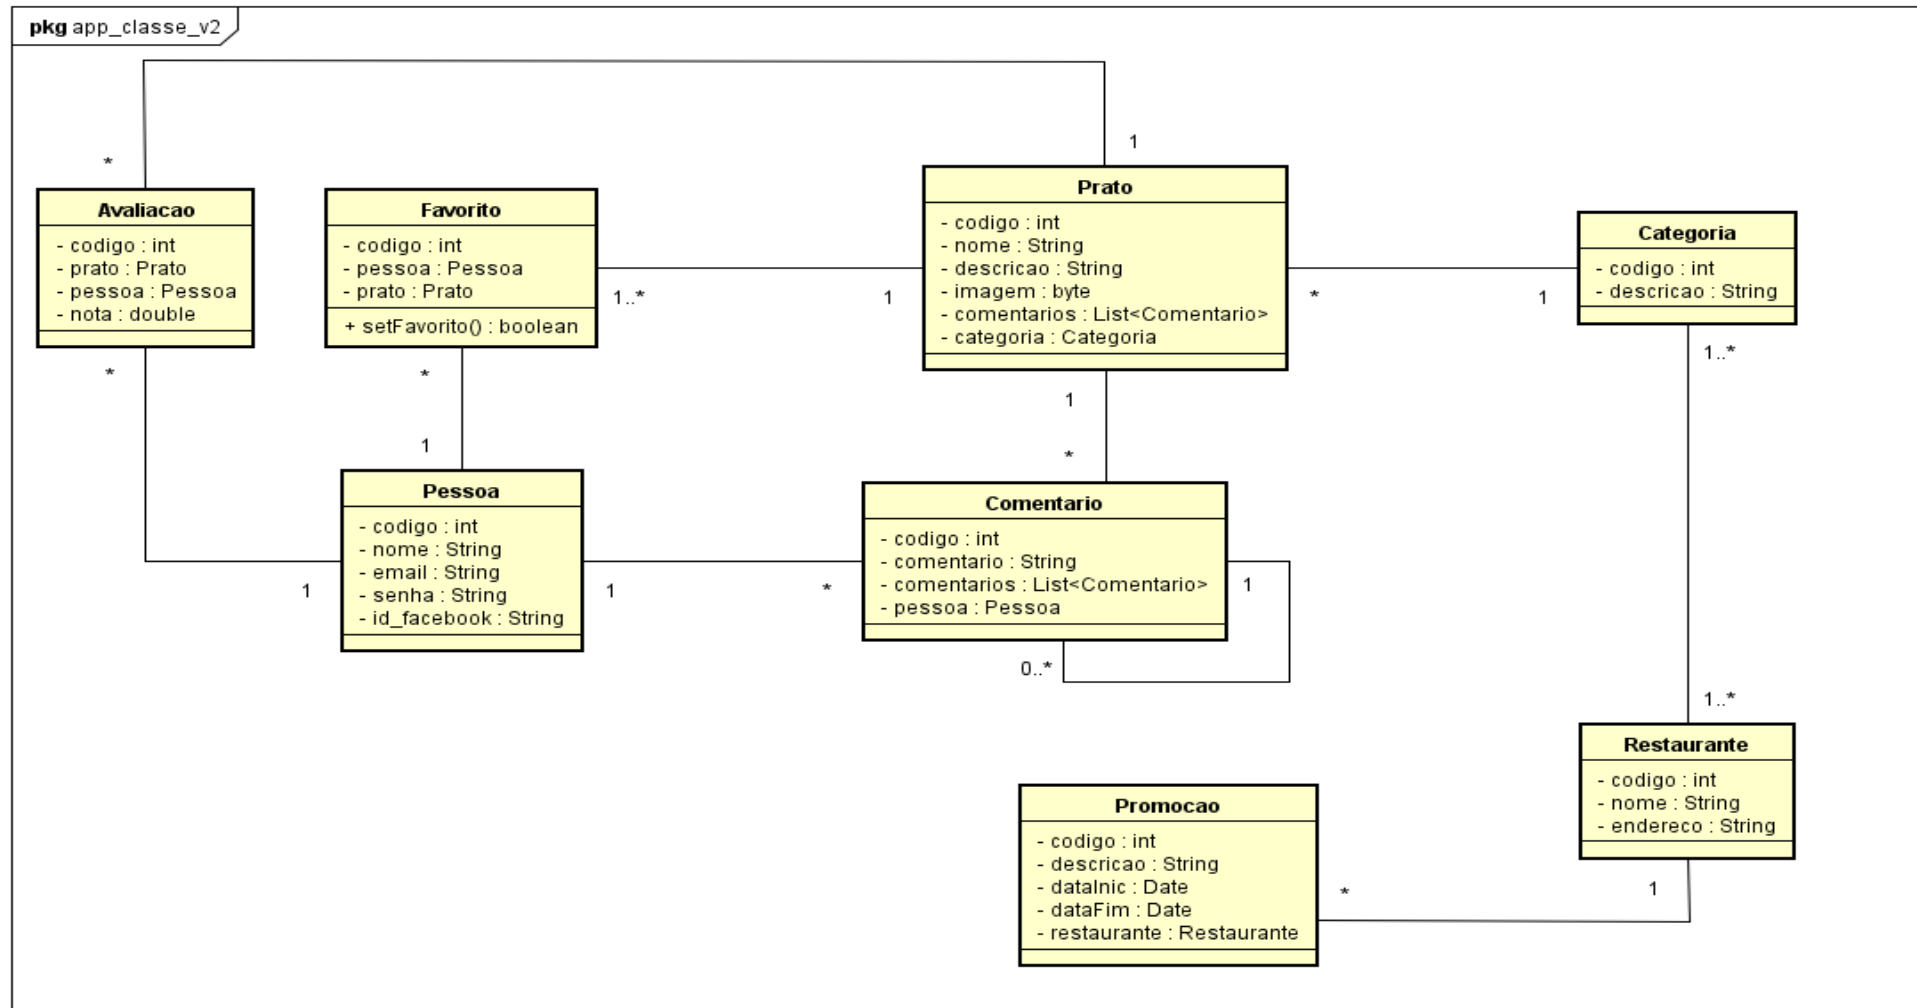 pkg app_classe_v2
*
1
Avaliacao
- codigo : int
- prato : Prato
- pessoa : Pessoa
- nota : double
*
Favorito
- codigo : int
- pessoa : Pessoa
- prato : Prato
+ setFavorito() : boolean
1..*
1
*
1
Prato
- codigo : int
- nome : String
- descricao : String
- imagem : byte
- comentarios : List<Comentario>
- categoria : Categoria
*
1
1
*
Categoria
- codigo : int
- descricao : String
1..*
1..*
Pessoa
- codigo : int
- nome : String
- email : String
- senha : String
- id_facebook : String
1
1
*
Comentario
- codigo : int
- comentario : String
- comentarios : List<Comentario>
- pessoa : Pessoa
1
0..*
Restaurante
- codigo : int
- nome : String
- endereco : String
1
*
Promocao
- codigo : int
- descricao : String
- dataInic : Date
- dataFim : Date
- restaurante : Restaurante